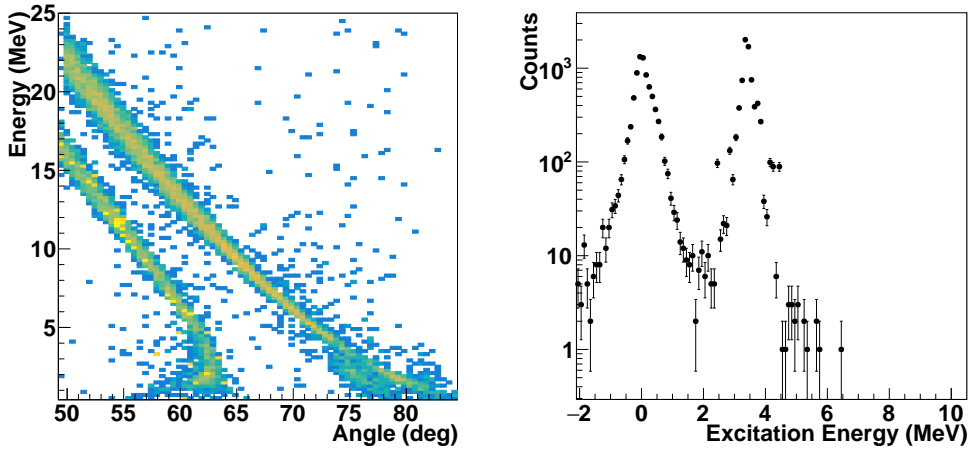 Energy (MeV)
25
20
15
10
5
50 55 60 65 70 75 80
Angle (deg)
Counts
10³
10²
10
1
−2 0 2 4 6 8 10
Excitation Energy (MeV)